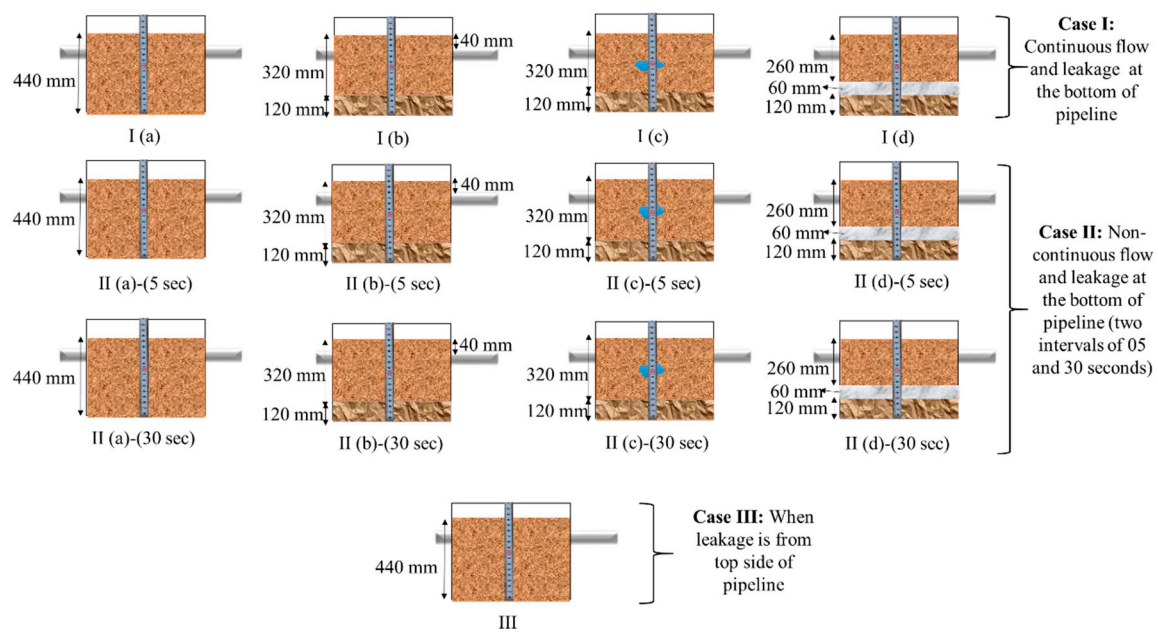 440 mm
I (a)
40 mm
320 mm
120 mm
I (b)
320 mm
120 mm
I (c)
260 mm
60 mm
120 mm
I (d)
Case I:
Continuous flow
and leakage at
the bottom of
pipeline
440 mm
II (a)-(5 sec)
40 mm
320 mm
120 mm
II (b)-(5 sec)
320 mm
120 mm
II (c)-(5 sec)
260 mm
60 mm
120 mm
II (d)-(5 sec)
440 mm
II (a)-(30 sec)
40 mm
320 mm
120 mm
II (b)-(30 sec)
320 mm
120 mm
II (c)-(30 sec)
260 mm
60 mm
120 mm
II (d)-(30 sec)
Case II: Non-
continuous flow
and leakage at
the bottom of
pipeline (two
intervals of 05
and 30 seconds)
440 mm
III
Case III: When
leakage is from
top side of
pipeline